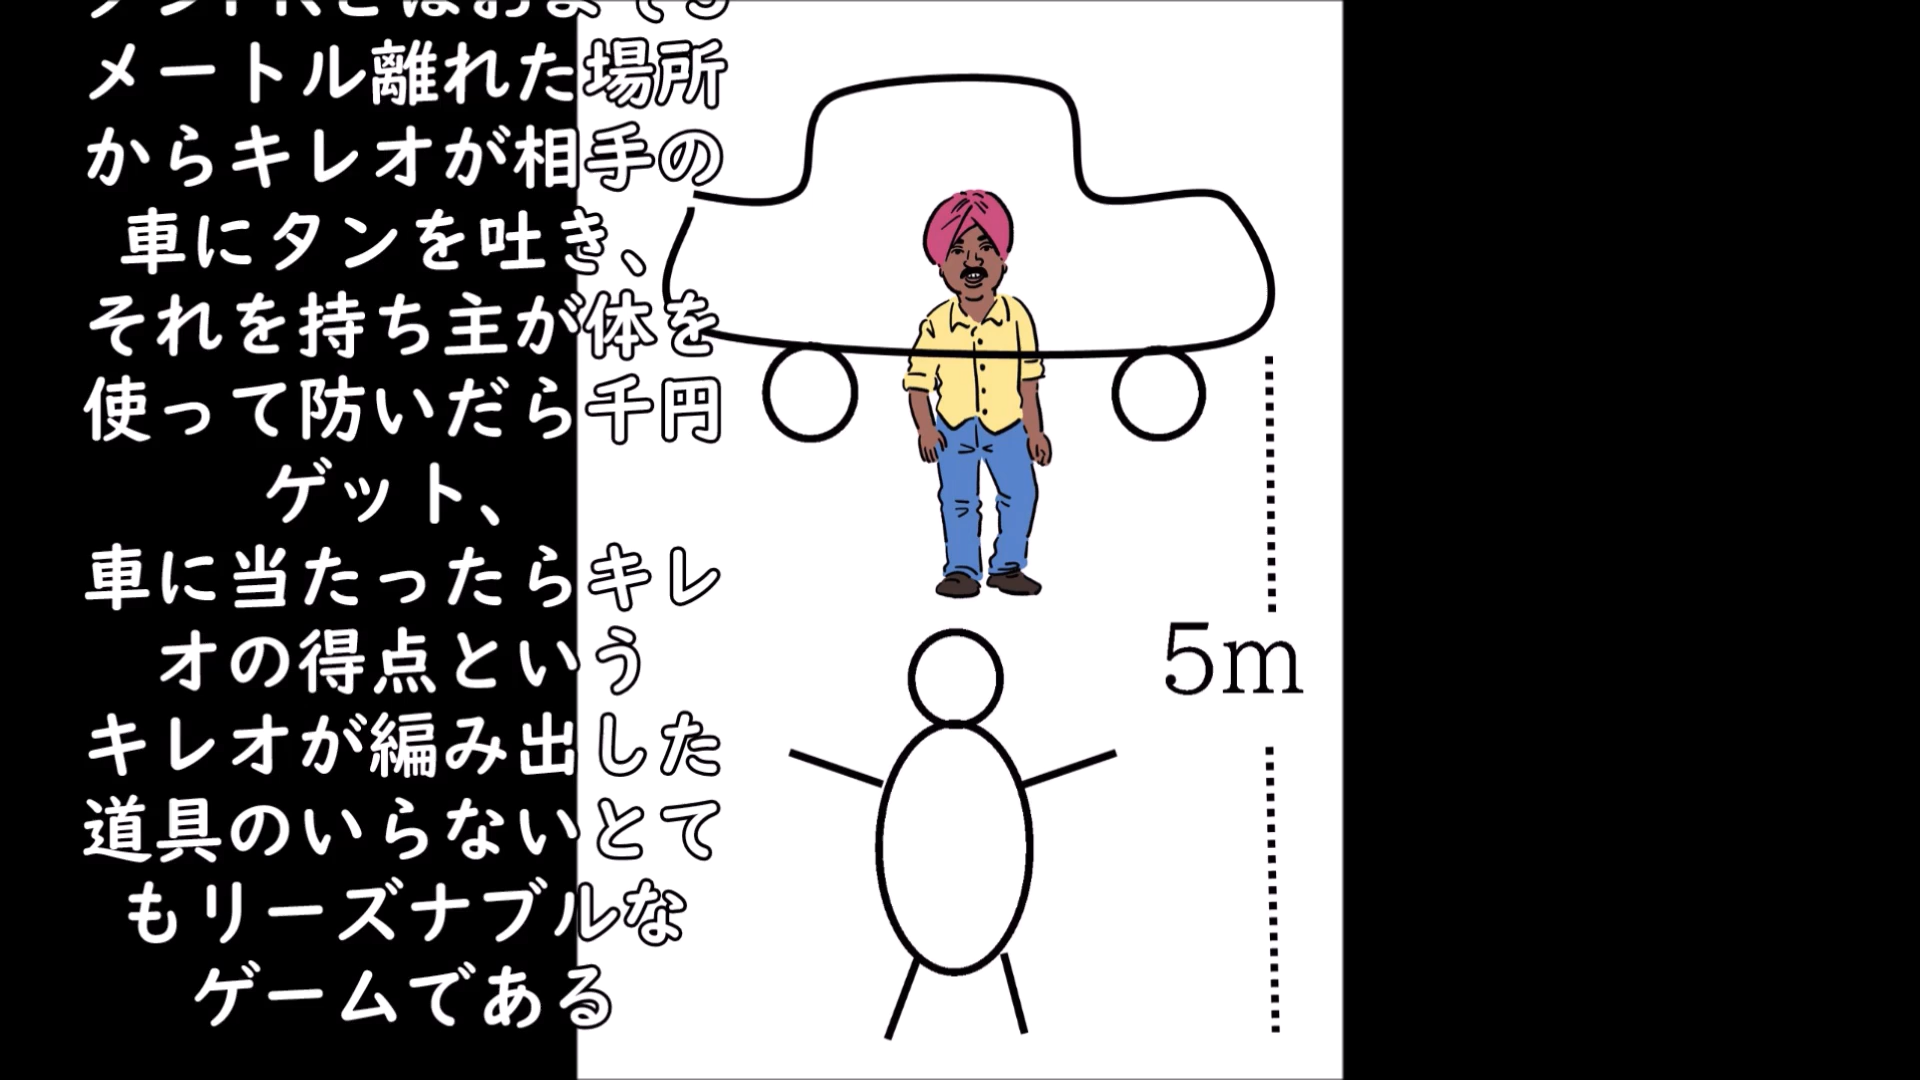 メートル離れた場所
からキレオが相手の
車にタンを吐き、
それを持ち主が体を
使って防いだら千円
ゲット、
車に当たったらキレ
オの得点という
キレオが編み出した
道具のいらないとて
もリーズナブルな
ゲームである
5m